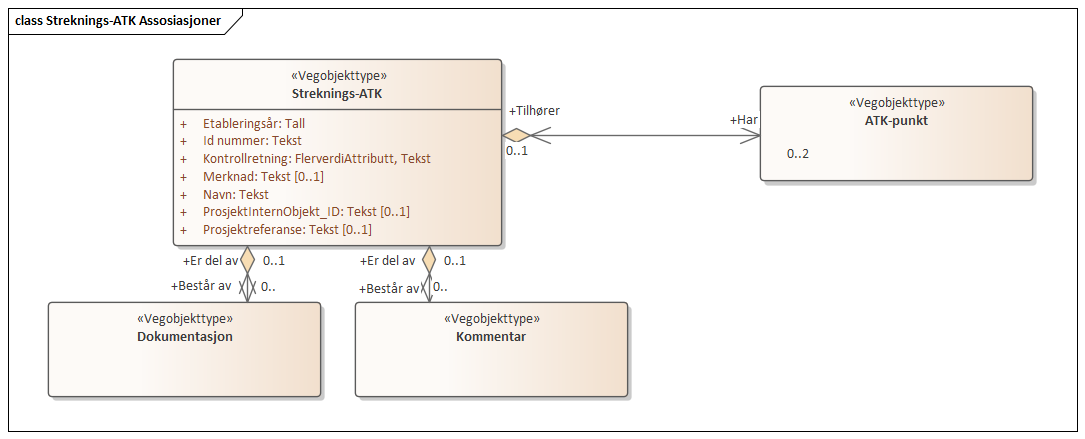 class Streknings-ATK Assosiasjoner
«Vegobjekttype»
Streknings-ATK
+ Etableringsår: Tall
+ Id nummer: Tekst
+ Kontrollretning: FlerverdiAttributt, Tekst
+ Merknad: Tekst [0..1]
+ Navn: Tekst
+ ProsjektInternObjekt_ID: Tekst [0..1]
+ Prosjektreferanse: Tekst [0..1]
+Tilhører
0..1
+Har
«Vegobjekttype»
ATK-punkt
0..2
+Er del av 0..1
+Består av 0..
+Er del av 0..1
+Består av 0..
«Vegobjekttype»
Dokumentasjon
«Vegobjekttype»
Kommentar